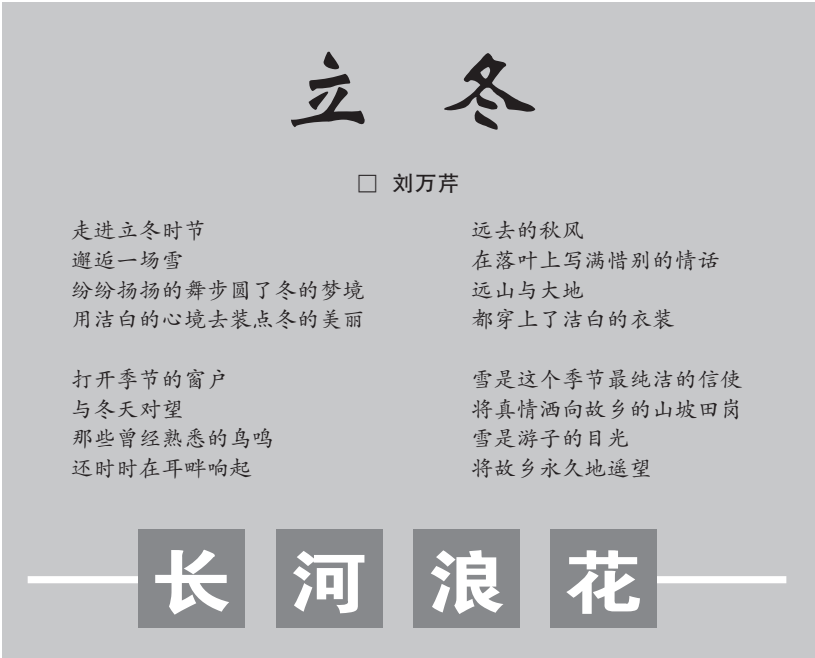 立 冬
□ 刘万芹
走进立冬时节
邂逅一场雪
纷纷扬扬的舞步圆了冬的梦境
用洁白的心境去装点冬的美丽
打开季节的窗户
与冬天对望
那些曾经熟悉的鸟鸣
还时时在耳畔响起
远去的秋风
在落叶上写满惜别的情话
远山与大地
都穿上了洁白的衣装
雪是这个季节最纯洁的信使
将真情洒向故乡的山坡田岗
雪是游子的目光
将故乡永久地遥望
长河浪花